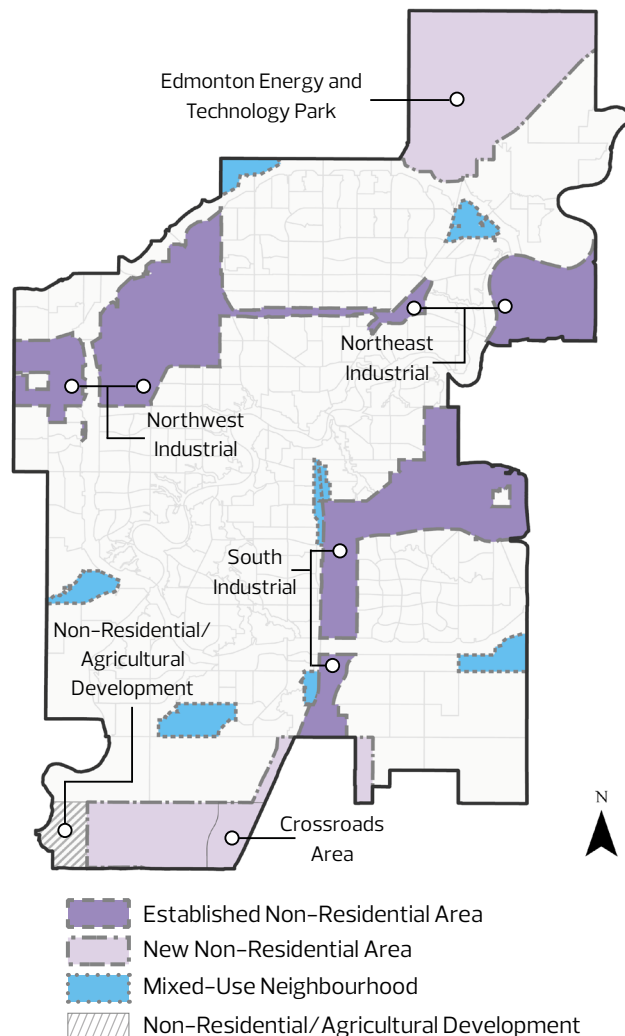 Edmonton Energy and
Technology Park
Northeast
Industrial
Northwest
Industrial
South
Industrial
Non-Residential/
Agricultural
Development
N
Crossroads
Area
Established Non-Residential Area
New Non-Residential Area
Mixed-Use Neighbourhood
Non-Residential/Agricultural Development